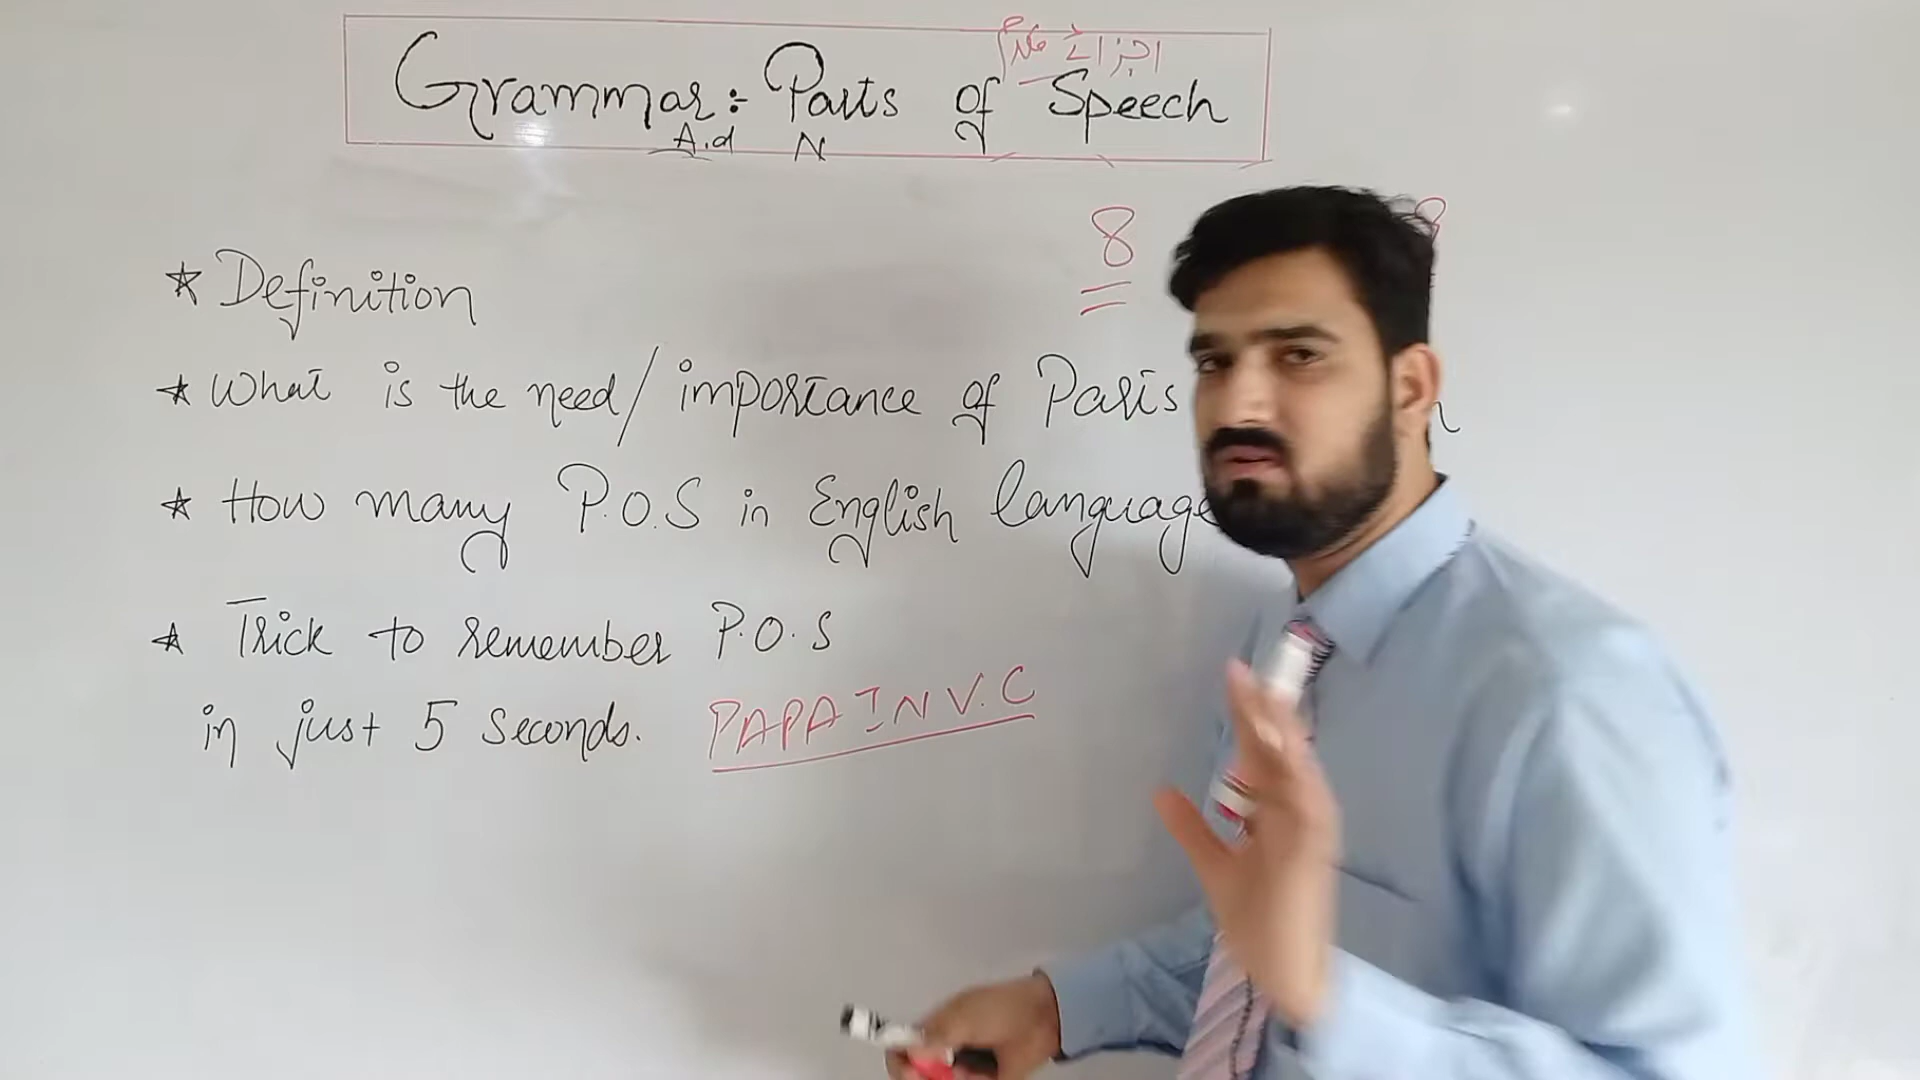 اجزائے کلام
Grammar: Parts of Speech
A.d N
8
* Definition
* What is the need/importance of Parts
* How many P.O.S in English language
* Trick to remember P.O.S
in just 5 seconds. PAPA IN V.C